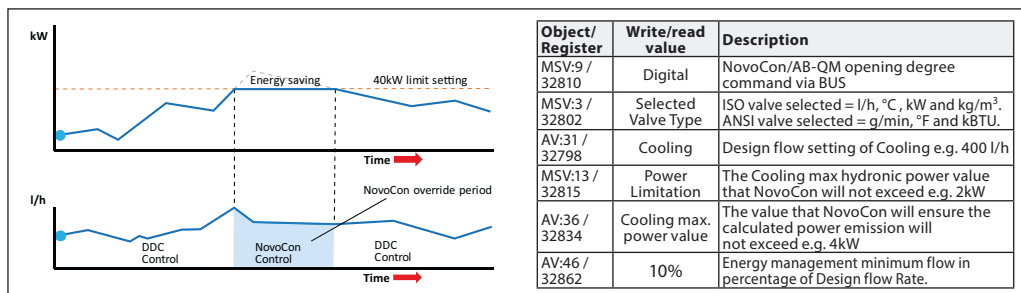 kW
Energy saving
40kW limit setting
Time
NovoCon override period
l/h
DDC
Control
NovoCon
Control
DDC
Control
Time
Object/
Register
Write/read
value
Description
MSV:9 /
32810
Digital
NovoCon/AB-QM opening degree
command via BUS
MSV:3 /
32802
Selected
Valve Type
ISO valve selected = l/h, °C , kW and kg/m³.
ANSI valve selected = g/min, °F and kBTU.
AV:31 /
32798
Cooling
Design flow setting of Cooling e.g. 400 l/h
MSV:13 /
32815
Power
Limitation
The Cooling max hydronic power value
that NovoCon will not exceed e.g. 2kW
AV:36 /
32834
Cooling max.
power value
The value that NovoCon will ensure the
calculated power emission will
not exceed e.g. 4kW
AV:46 /
32862
10%
Energy management minimum flow in
percentage of Design flow Rate.